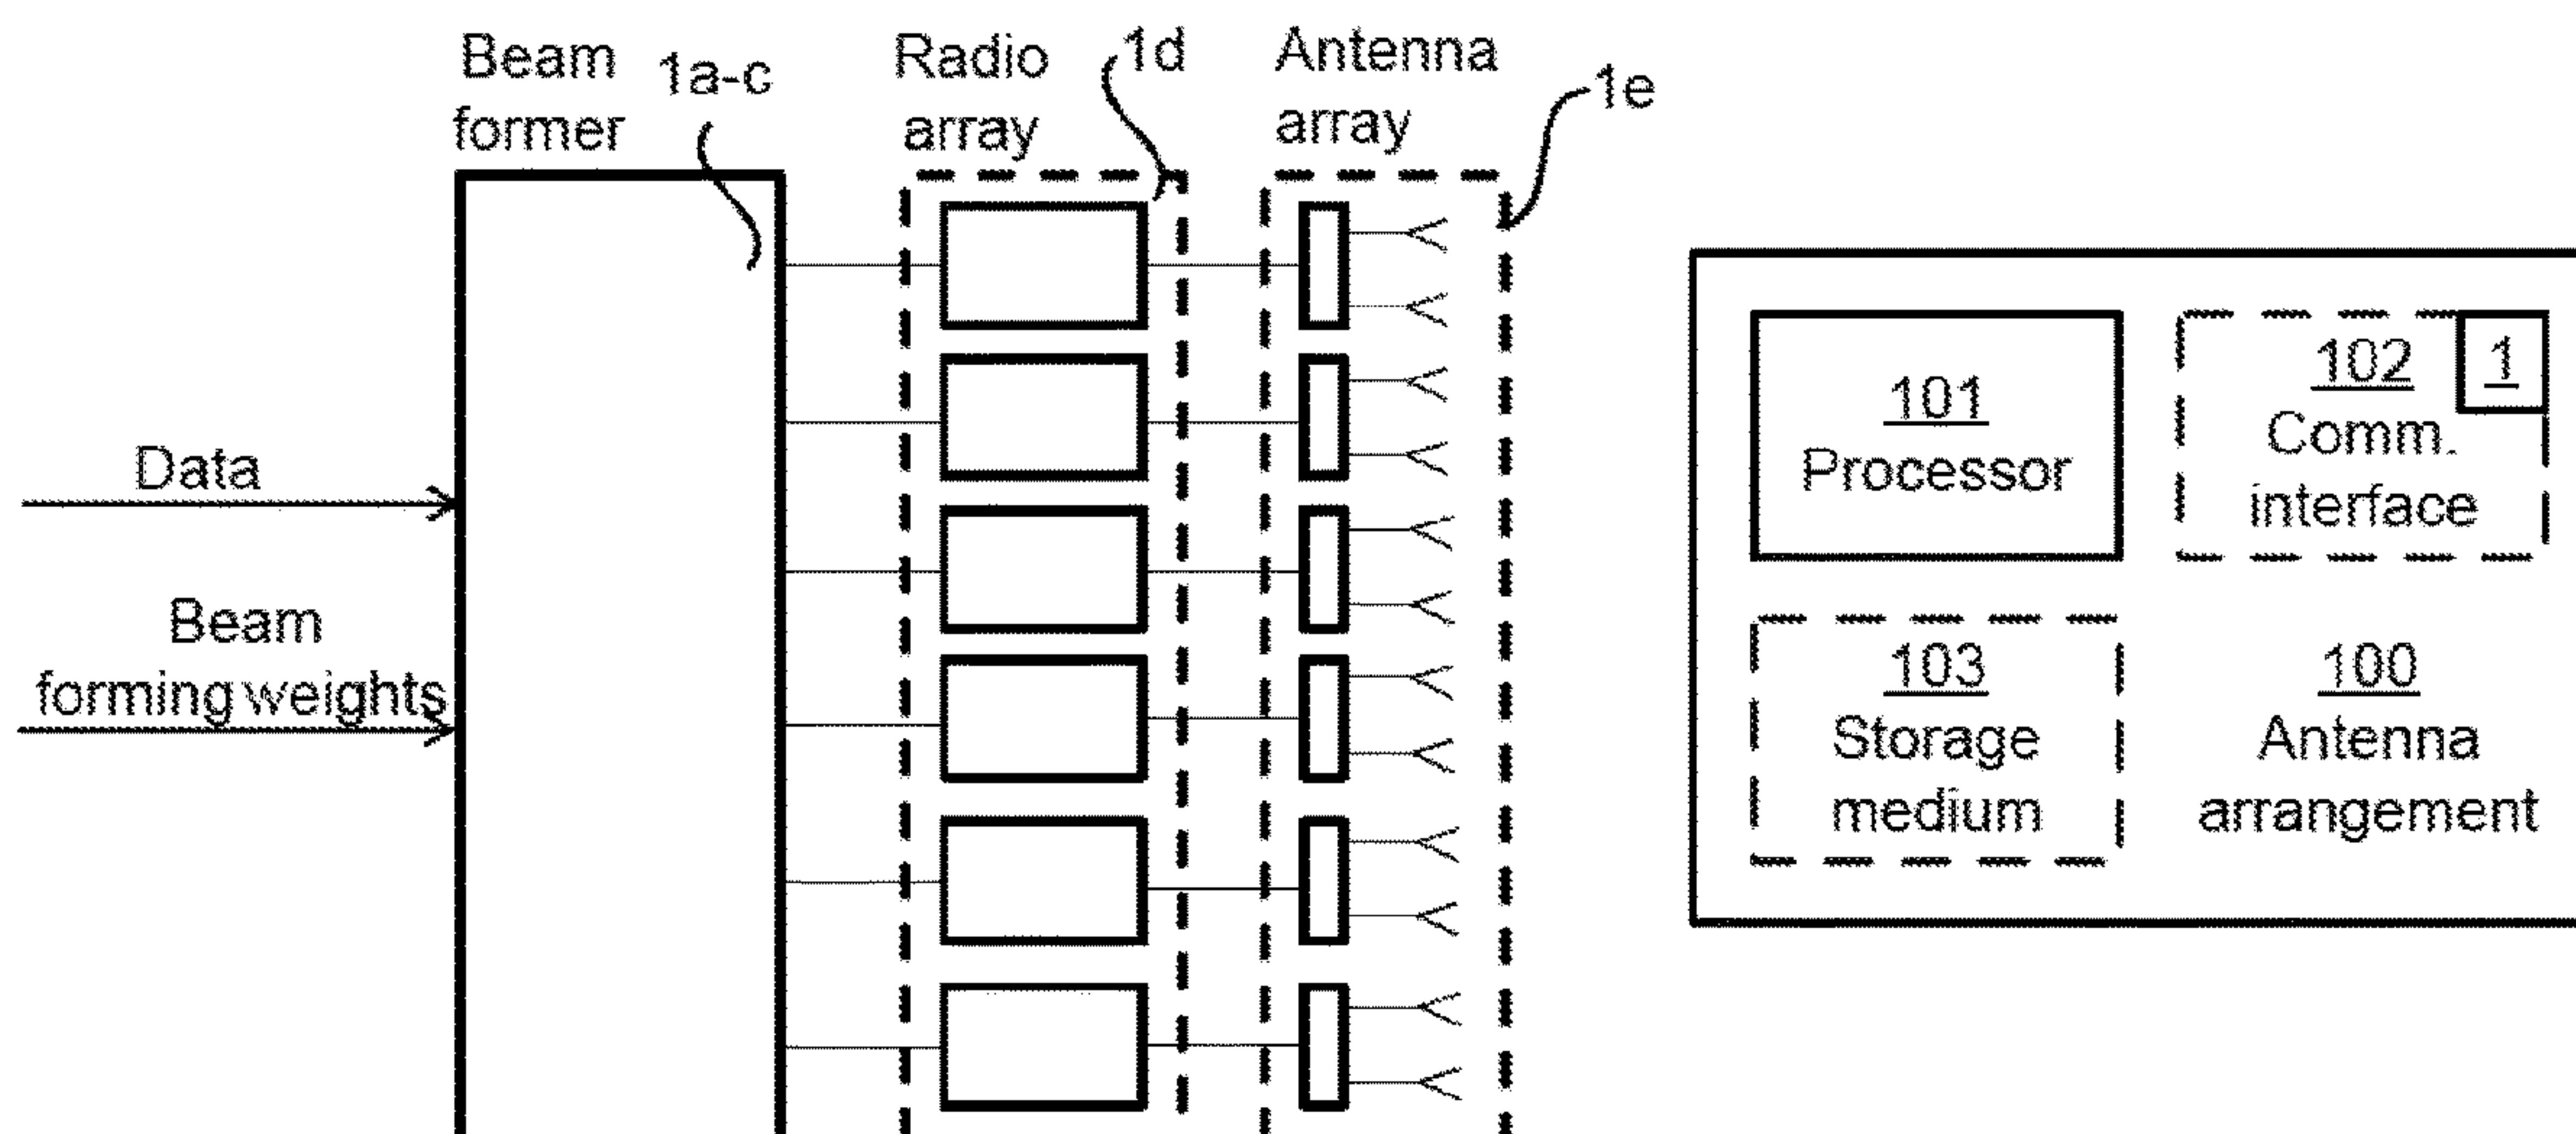 Beam
former
1a-c
Radio
array
1d
Antenna
array
1e
Data
Beam
forming weights
101
Processor
102
Comm.
interface
1
103
Storage
medium
100
Antenna
arrangement